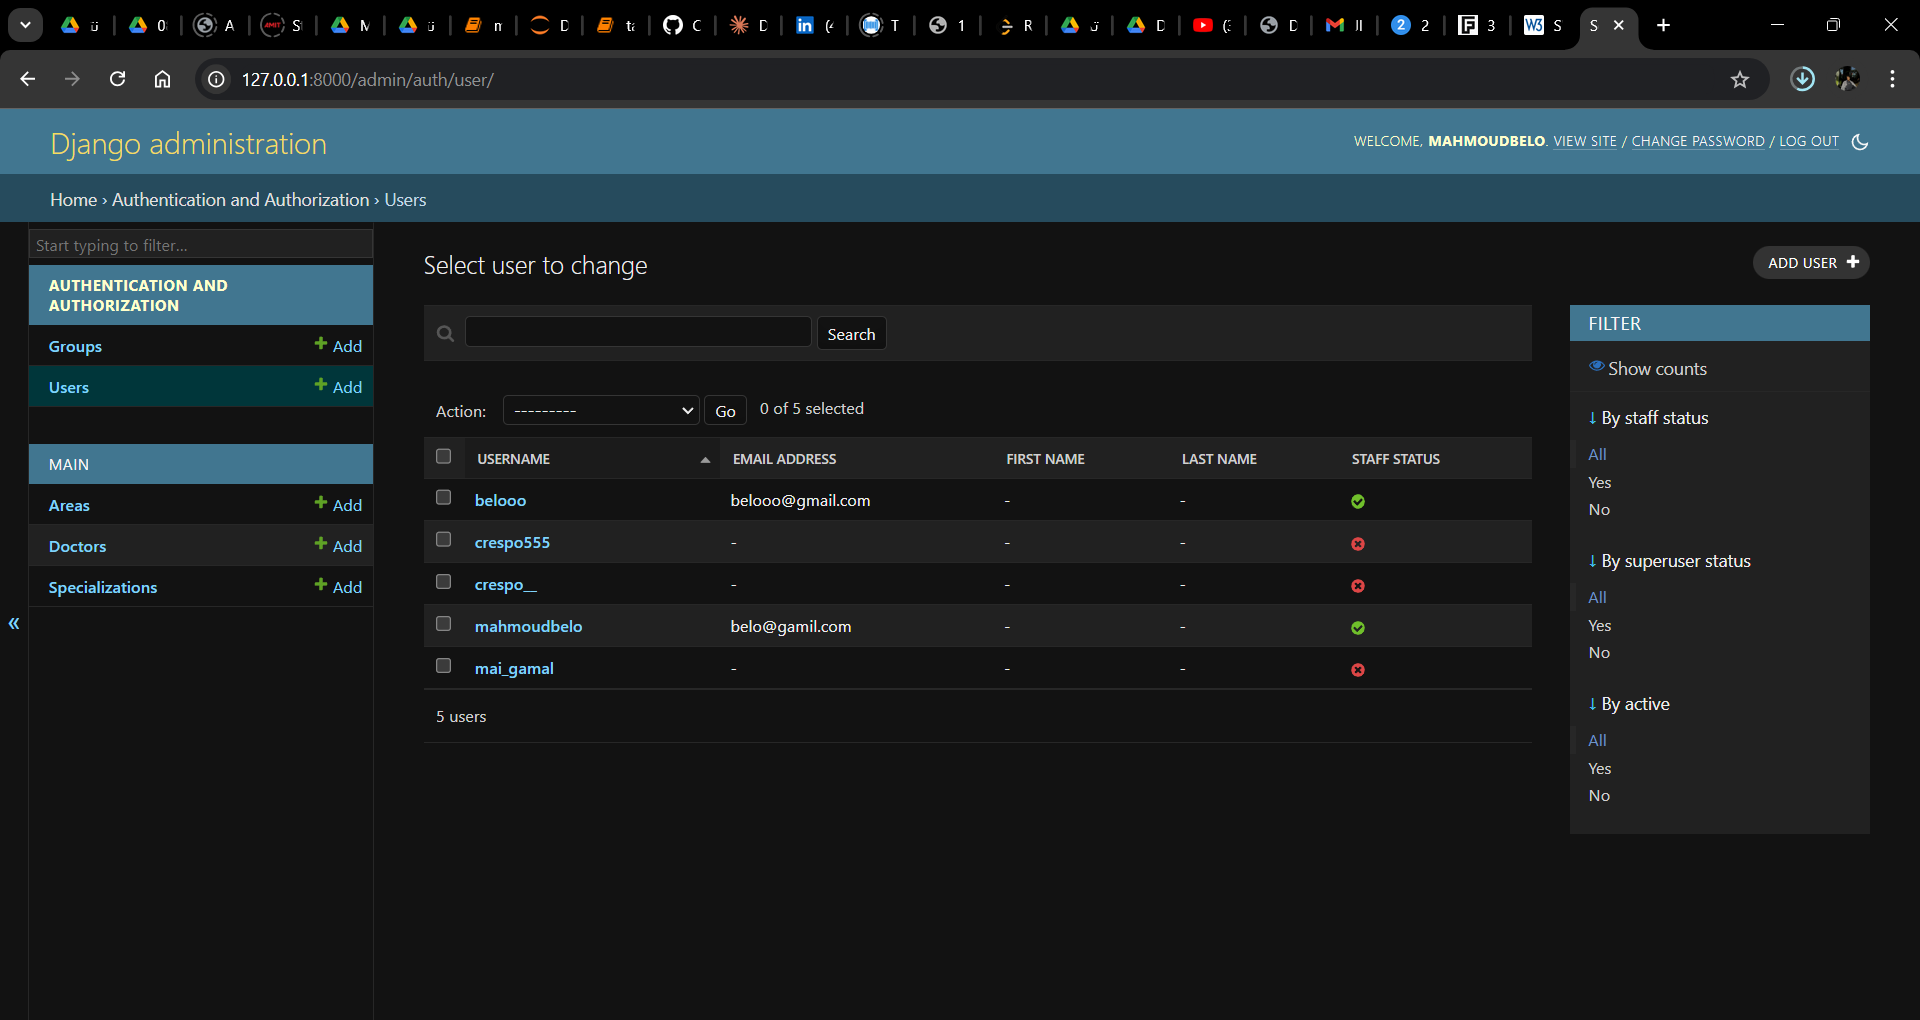 A
S
M
n
D
ta
C
D
T
1
R
D
D
2
3
S
S
127.0.0.1:8000/admin/auth/user/
Django administration
WELCOME, MAHMOUDBELO. VIEW SITE / CHANGE PASSWORD / LOG OUT
Home › Authentication and Authorization › Users
Start typing to filter...
AUTHENTICATION AND
AUTHORIZATION
Groups + Add
Users + Add
MAIN
Areas + Add
Doctors + Add
Specializations + Add
«
Select user to change
ADD USER +
Search
Action: --------- Go 0 of 5 selected
USERNAME EMAIL ADDRESS FIRST NAME LAST NAME STAFF STATUS
belooo belooo@gmail.com - -
crespo555 - - -
crespo__ - - -
mahmoudbelo belo@gamil.com - -
mai_gamal - - -
5 users
FILTER
Show counts
↓ By staff status
All
Yes
No
↓ By superuser status
All
Yes
No
↓ By active
All
Yes
No